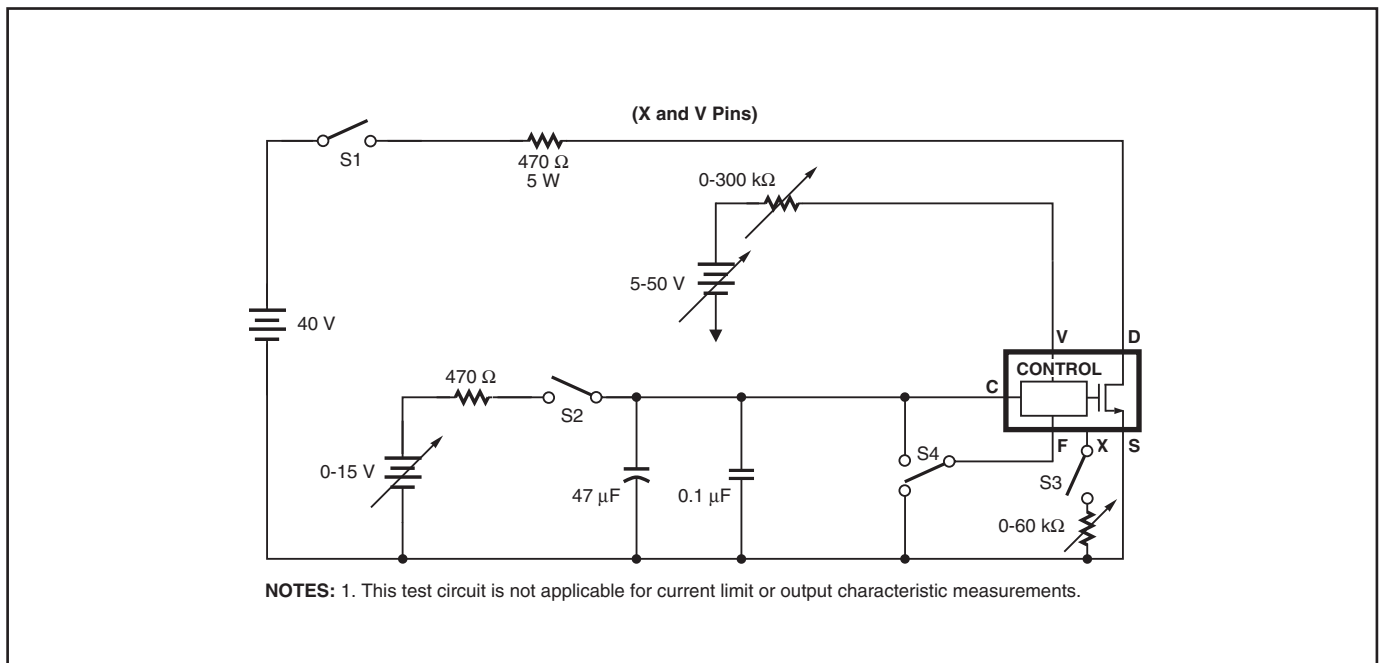 (X and V Pins)
S1
470 Ω
5 W
0-300 kΩ
5-50 V
40 V
V
D
CONTROL
C
470 Ω
S2
F
X
S
S4
0-15 V
S3
47 μF
0.1 μF
0-60 kΩ
NOTES: 1. This test circuit is not applicable for current limit or output characteristic measurements.